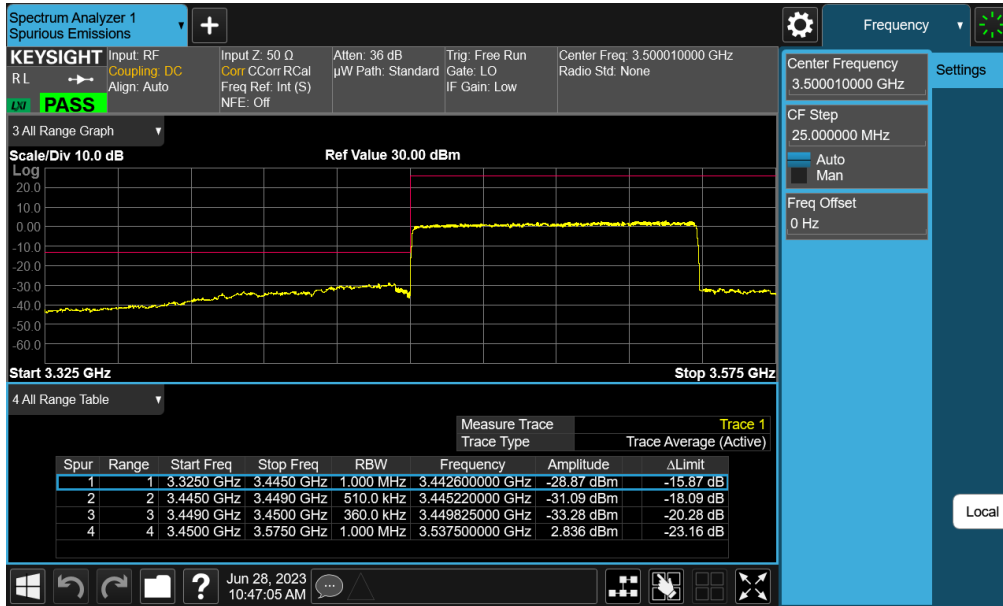 Spectrum Analyzer 1
Spurious Emissions
Frequency
KEYSIGHT
R L
LXI
PASS
Input: RF
Coupling: DC
Align: Auto
Input Z: 50 Ω
Corr CCorr RCal
Freq Ref: Int (S)
NFE: Off
Atten: 36 dB
µW Path: Standard
Trig: Free Run
Gate: LO
IF Gain: Low
Center Freq: 3.500010000 GHz
Radio Std: None
Center Frequency
3.500010000 GHz
Settings
CF Step
25.000000 MHz
Auto
Man
Freq Offset
0 Hz
3 All Range Graph
Scale/Div 10.0 dB
Ref Value 30.00 dBm
Log
20.0
10.0
0.00
-10.0
-20.0
-30.0
-40.0
-50.0
-60.0
Start 3.325 GHz
Stop 3.575 GHz
4 All Range Table
Measure Trace Trace 1
Trace Type Trace Average (Active)
Spur Range Start Freq Stop Freq RBW Frequency Amplitude ΔLimit
1 1 3.3250 GHz 3.4450 GHz 1.000 MHz 3.442600000 GHz -28.87 dBm -15.87 dB
2 2 3.4450 GHz 3.4490 GHz 510.0 kHz 3.445220000 GHz -31.09 dBm -18.09 dB
3 3 3.4490 GHz 3.4500 GHz 360.0 kHz 3.449825000 GHz -33.28 dBm -20.28 dB
4 4 3.4500 GHz 3.5750 GHz 1.000 MHz 3.537500000 GHz 2.836 dBm -23.16 dB
Local
Jun 28, 2023
10:47:05 AM